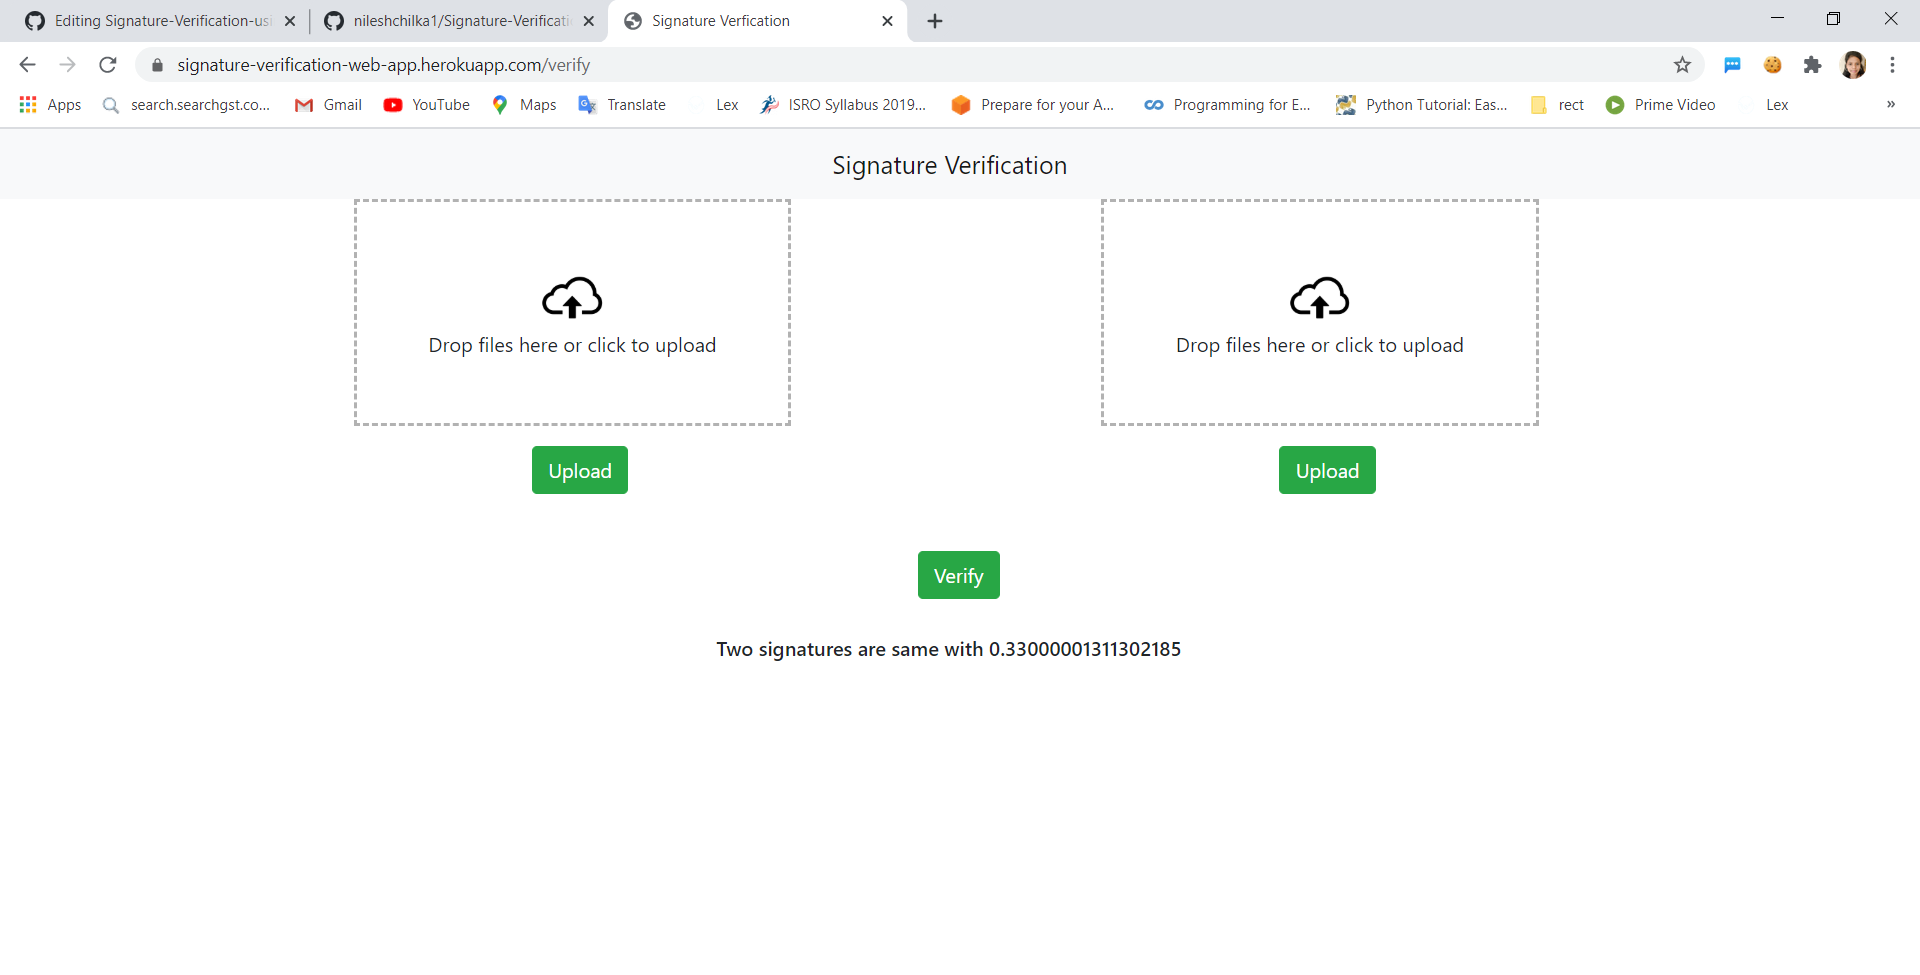 Editing Signature-Verification-usi
nileshchilka1/Signature-Verificati
Signature Verfication
signature-verification-web-app.herokuapp.com/verify
Apps search.searchgst.co... Gmail YouTube Maps Translate Lex ISRO Syllabus 2019... Prepare for your A... Programming for E... Python Tutorial: Eas... rect Prime Video Lex »
Signature Verification
Drop files here or click to upload
Drop files here or click to upload
Upload
Upload
Verify
Two signatures are same with 0.33000001311302185